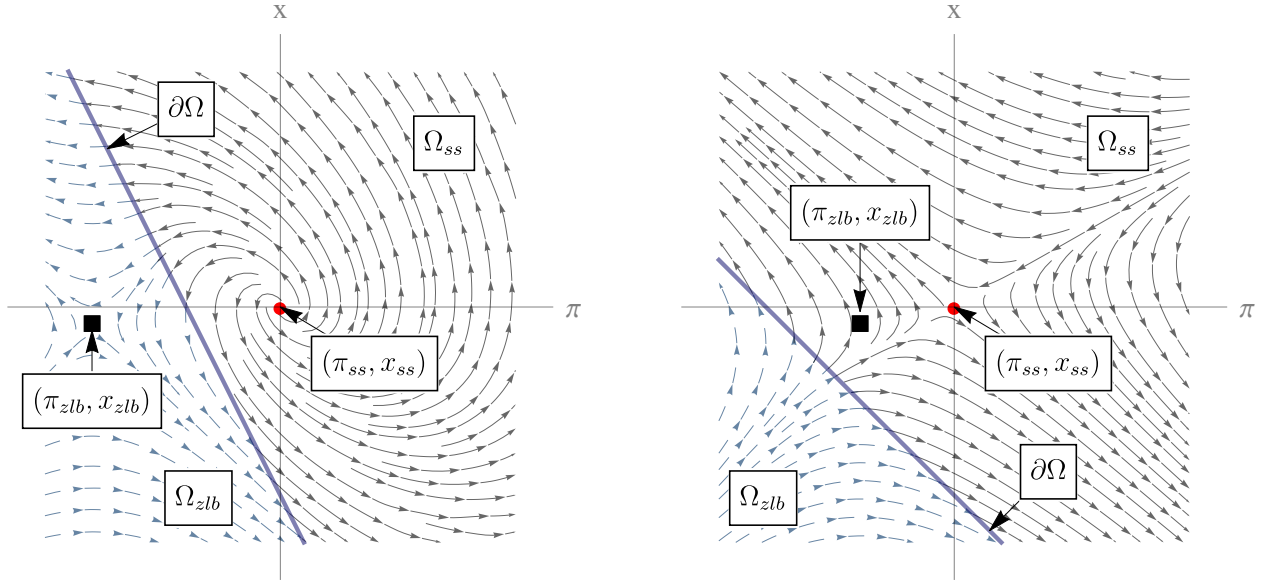 x
∂Ω
Ω_ss
π
(π_ss, x_ss)
(π_zlb, x_zlb)
Ω_zlb
x
Ω_ss
(π_zlb, x_zlb)
π
(π_ss, x_ss)
∂Ω
Ω_zlb